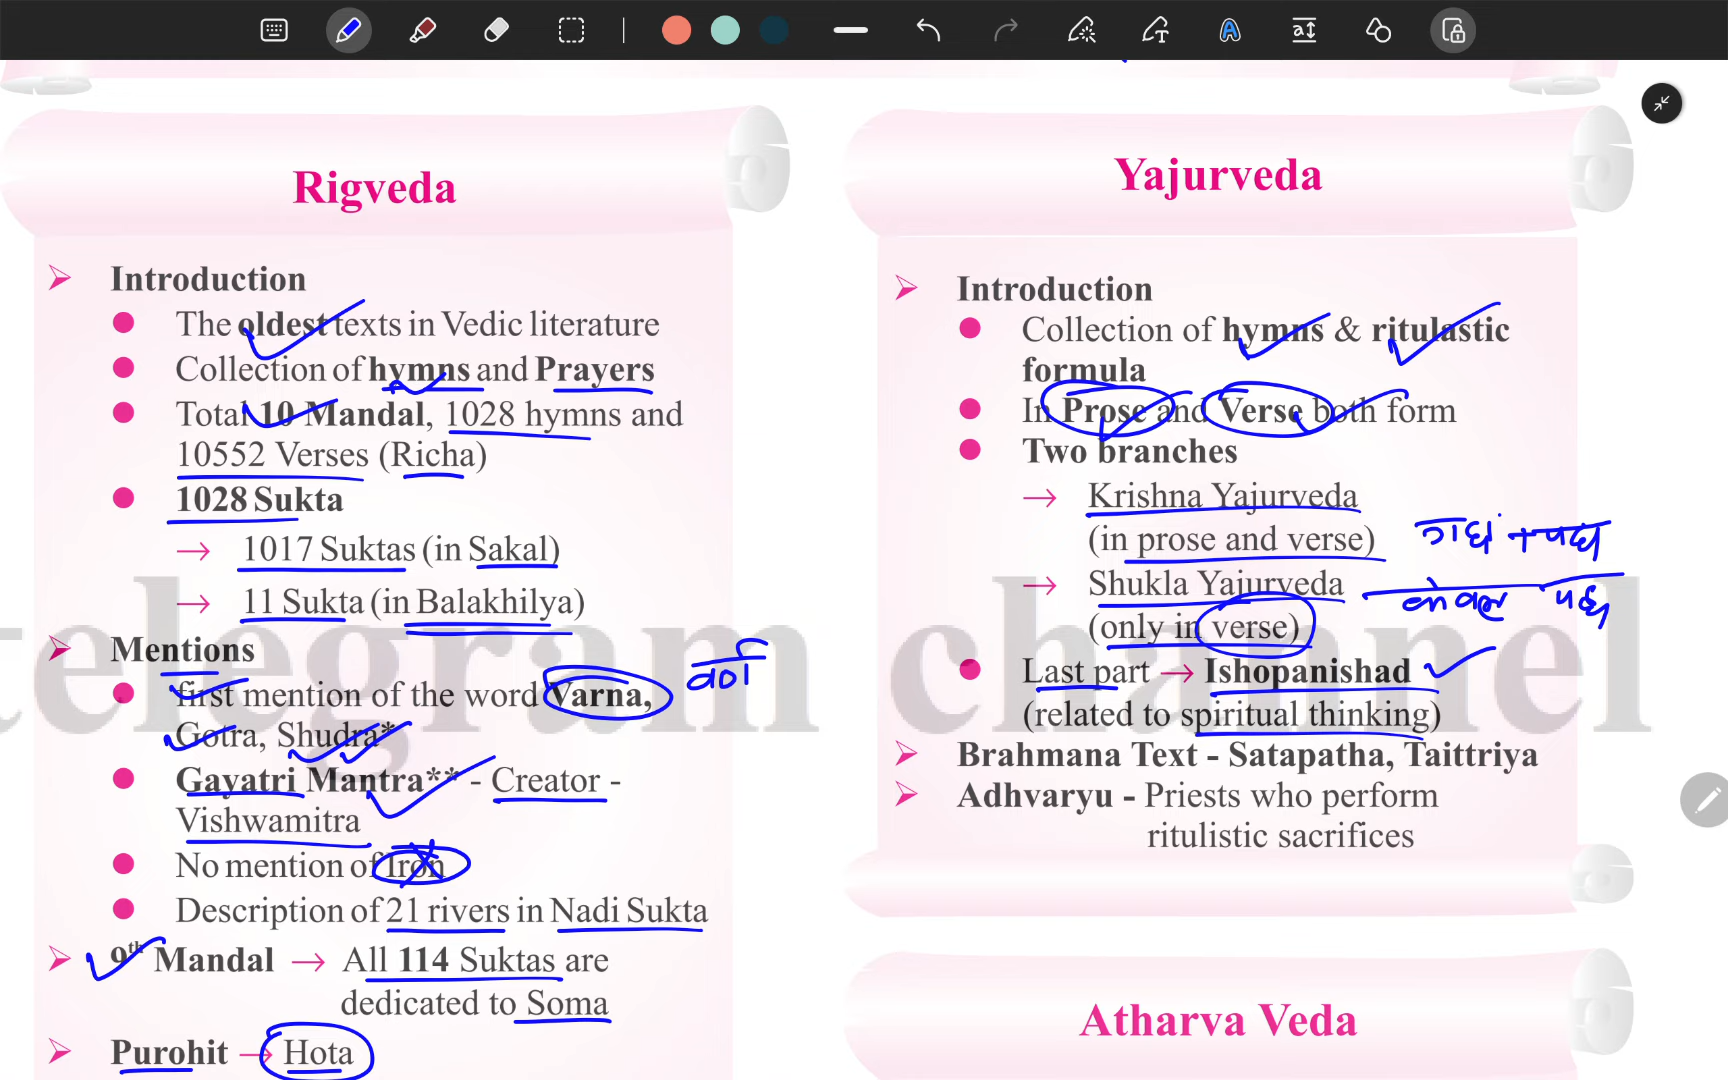 Rigveda
Introduction
The oldest texts in Vedic literature
Collection of hymns and Prayers
Total 10 Mandal, 1028 hymns and
10552 Verses (Richa)
1028 Sukta
→ 1017 Suktas (in Sakal)
→ 11 Sukta (in Balakhilya)
Mentions
first mention of the word Varna,
वर्ण
Gotra, Shudra*
Gayatri Mantra** - Creator -
Vishwamitra
No mention of Iron
Description of 21 rivers in Nadi Sukta
9th Mandal → All 114 Suktas are
dedicated to Soma
Purohit → Hota
Yajurveda
Introduction
Collection of hymns & ritulastic
formula
In Prose and Verse both form
Two branches
→ Krishna Yajurveda
(in prose and verse)
गद्य + पद्य
→ Shukla Yajurveda
(only in verse)
केवल पद्य
Last part → Ishopanishad
(related to spiritual thinking)
Brahmana Text - Satapatha, Taittriya
Adhvaryu - Priests who perform
ritulistic sacrifices
Atharva Veda
telegram channel